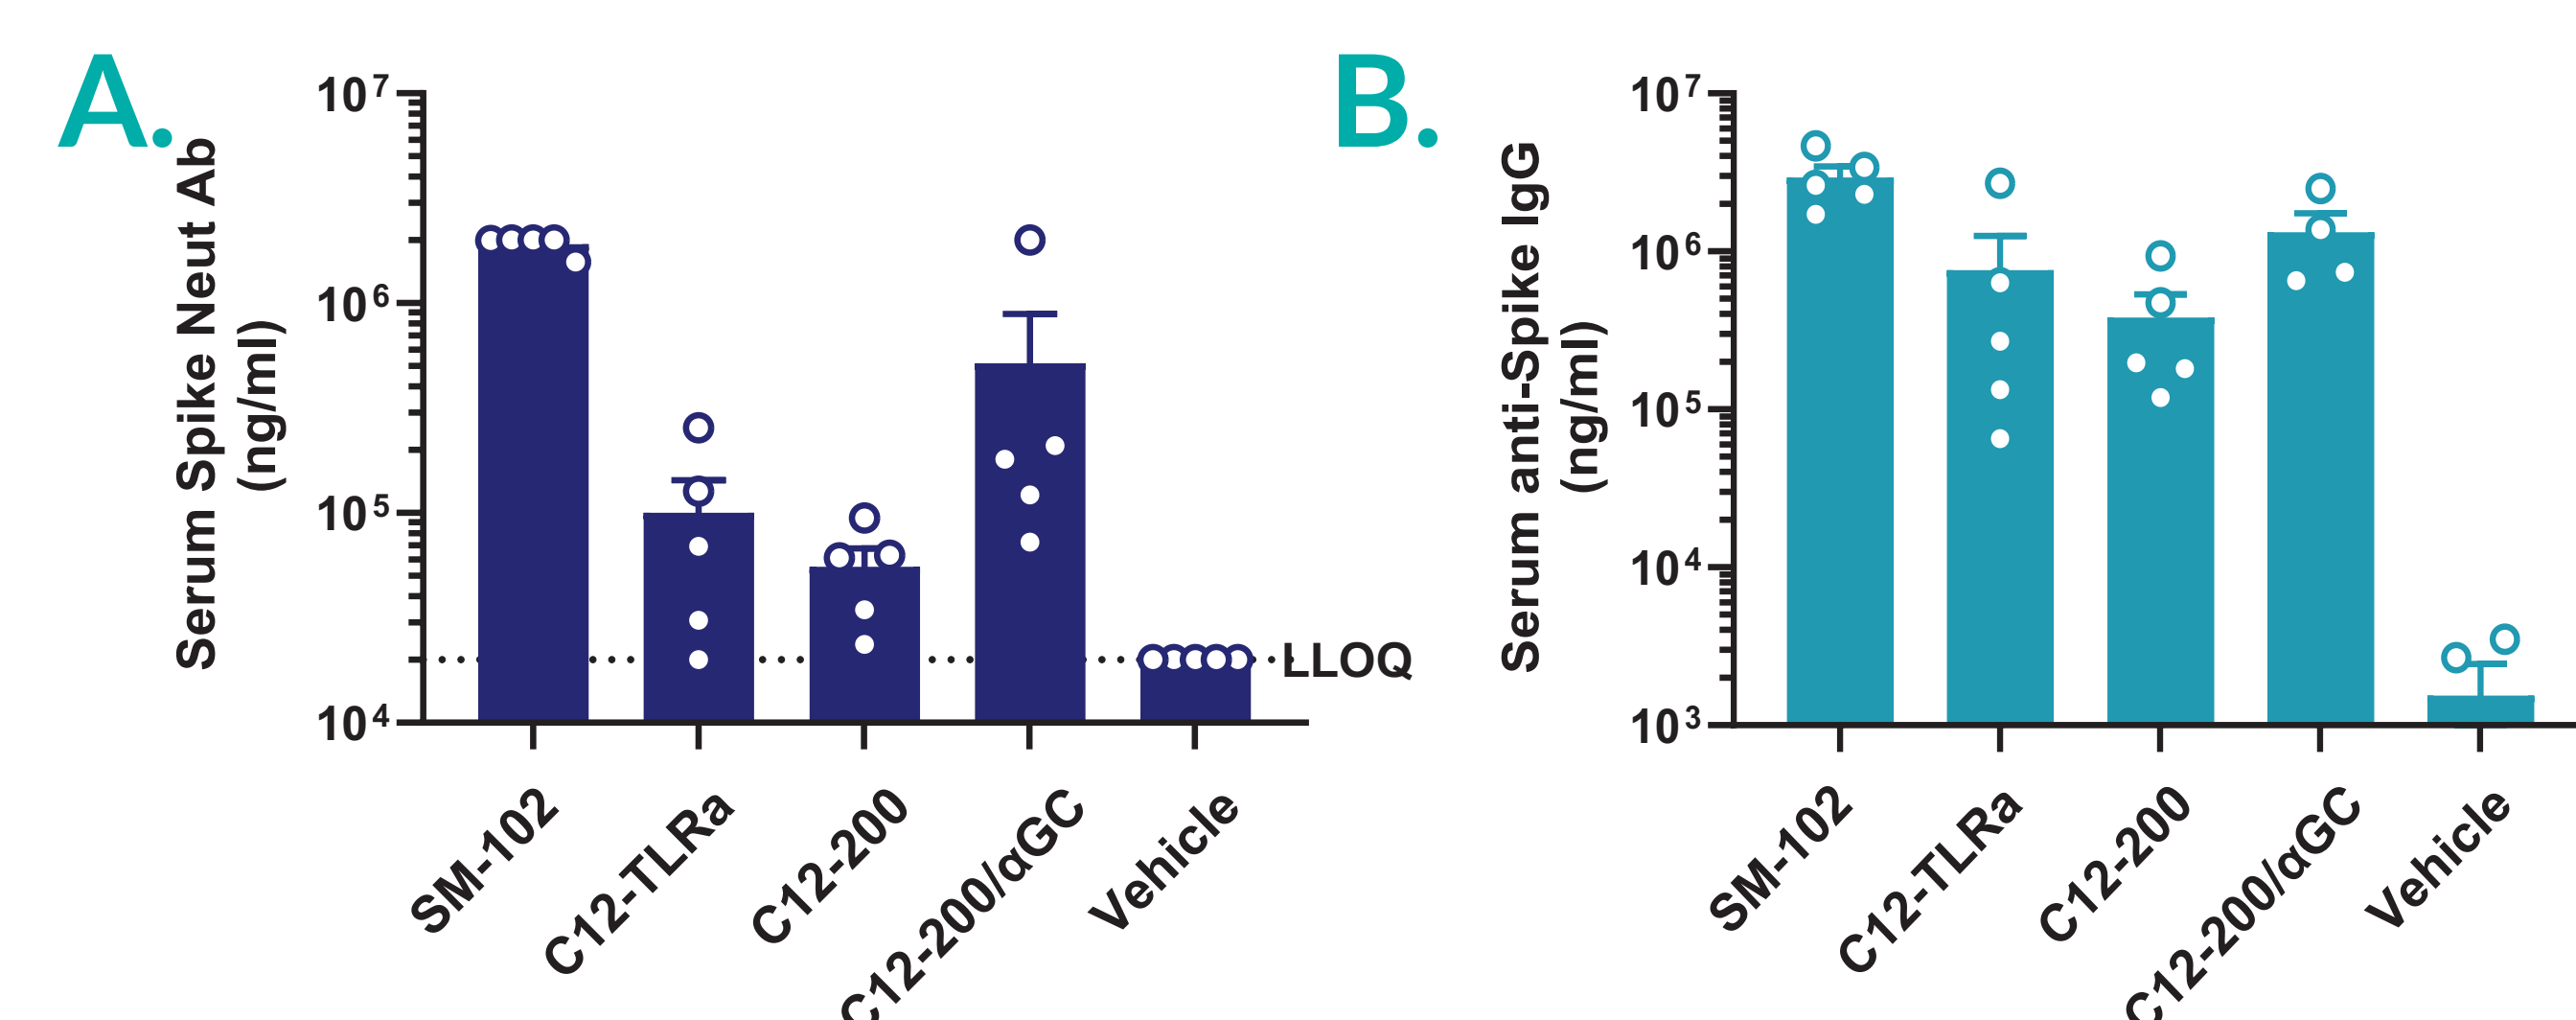 A.
Serum Spike Neut Ab
(ng/ml)
10⁷
10⁶
10⁵
10⁴
LLOQ
SM-102
C12-TLRa
C12-200
C12-200/αGC
Vehicle
B.
Serum anti-Spike IgG
(ng/ml)
10⁷
10⁶
10⁵
10⁴
10³
SM-102
C12-TLRa
C12-200
C12-200/αGC
Vehicle